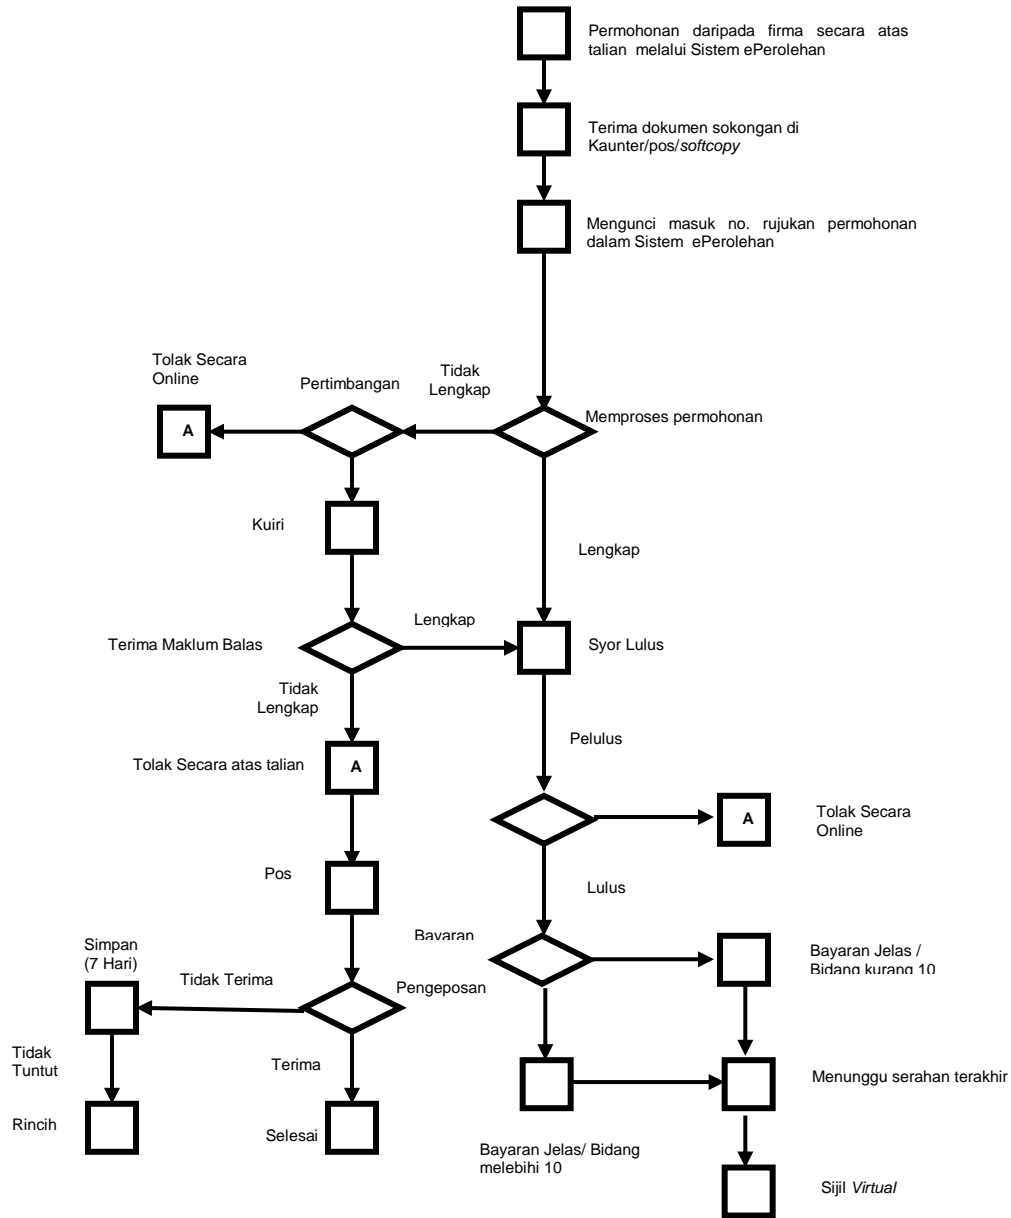 Permohonan daripada firma secara atas
talian melalui Sistem ePerolehan
Terima dokumen sokongan di
Kaunter/pos/softcopy
Mengunci masuk no. rujukan permohonan
dalam Sistem ePerolehan
Tolak Secara
Online
Pertimbangan
Tidak
Lengkap
Memproses permohonan
A
Kuiri
Lengkap
Terima Maklum Balas
Lengkap
Syor Lulus
Tidak
Lengkap
Pelulus
Tolak Secara atas talian
A
A
Tolak Secara
Online
Pos
Lulus
Bayaran
Simpan
(7 Hari)
Tidak Terima
Pengeposan
Bayaran Jelas /
Bidang kurang 10
Tidak
Tuntut
Terima
Menunggu serahan terakhir
Rincih
Selesai
Bayaran Jelas/ Bidang
melebihi 10
Sijil Virtual